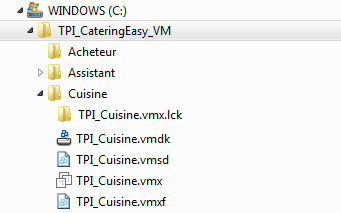 WINDOWS (C:)
TPI_CateringEasy_VM
Acheteur
Assistant
Cuisine
TPI_Cuisine.vmx.lck
TPI_Cuisine.vmdk
TPI_Cuisine.vmsd
TPI_Cuisine.vmx
TPI_Cuisine.vmxf